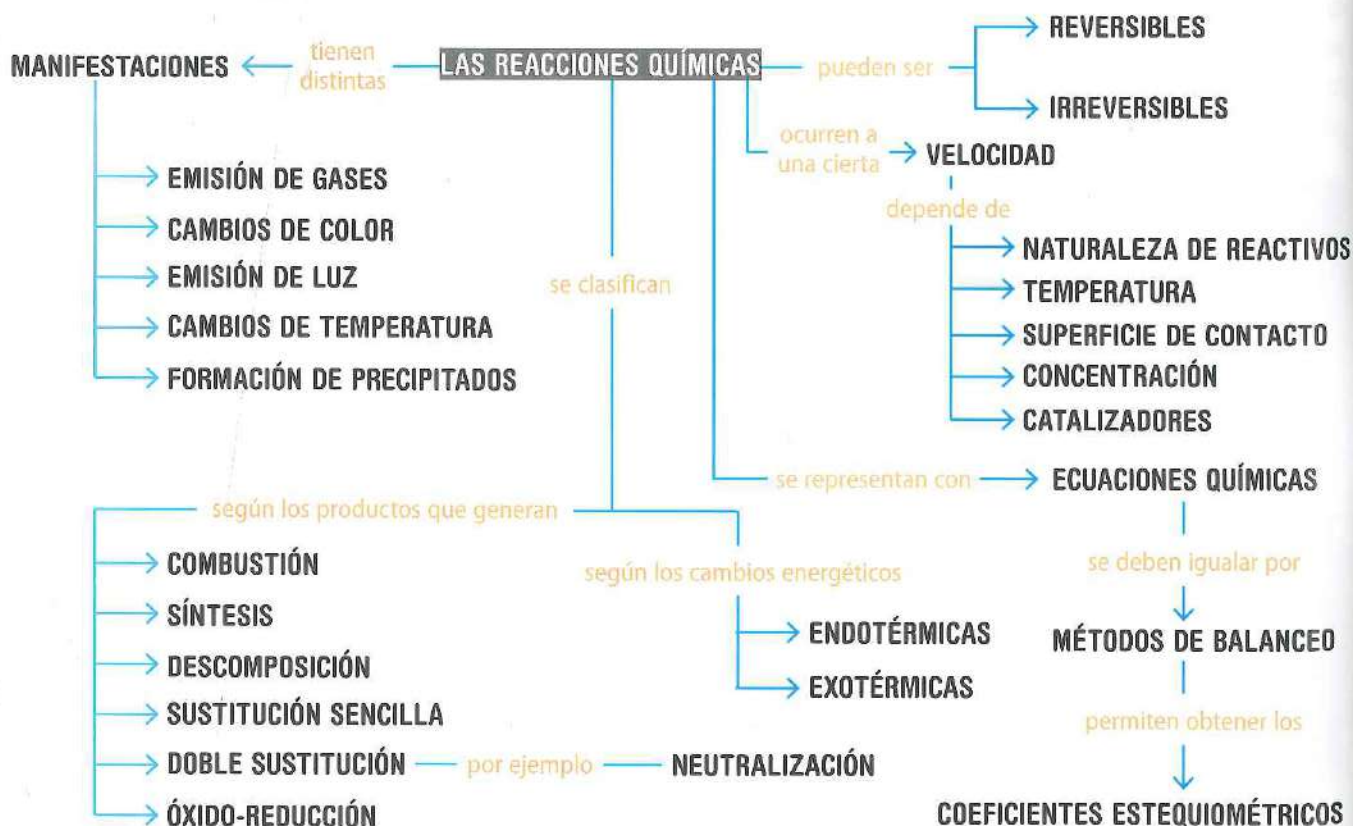 LAS REACCIONES QUÍMICAS
tienen
distintas
MANIFESTACIONES
EMISIÓN DE GASES
CAMBIOS DE COLOR
EMISIÓN DE LUZ
CAMBIOS DE TEMPERATURA
FORMACIÓN DE PRECIPITADOS
pueden ser
REVERSIBLES
IRREVERSIBLES
ocurren a
una cierta
VELOCIDAD
depende de
NATURALEZA DE REACTIVOS
TEMPERATURA
SUPERFICIE DE CONTACTO
CONCENTRACIÓN
CATALIZADORES
se clasifican
según los productos que generan
COMBUSTIÓN
SÍNTESIS
DESCOMPOSICIÓN
SUSTITUCIÓN SENCILLA
DOBLE SUSTITUCIÓN
por ejemplo
NEUTRALIZACIÓN
ÓXIDO-REDUCCIÓN
según los cambios energéticos
ENDOTÉRMICAS
EXOTÉRMICAS
se representan con
ECUACIONES QUÍMICAS
se deben igualar por
MÉTODOS DE BALANCEO
permiten obtener los
COEFICIENTES ESTEQUIOMÉTRICOS